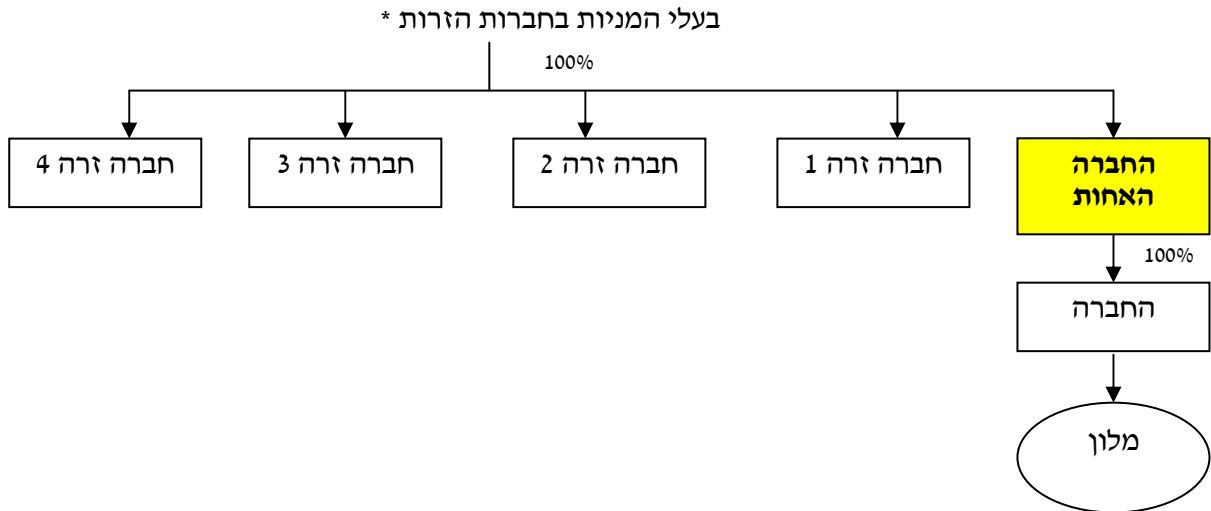 בעלי המניות בחברות הזרות *
100%
החברה
האחות
חברה זרה 1
חברה זרה 2
חברה זרה 3
חברה זרה 4
100%
החברה
מלון